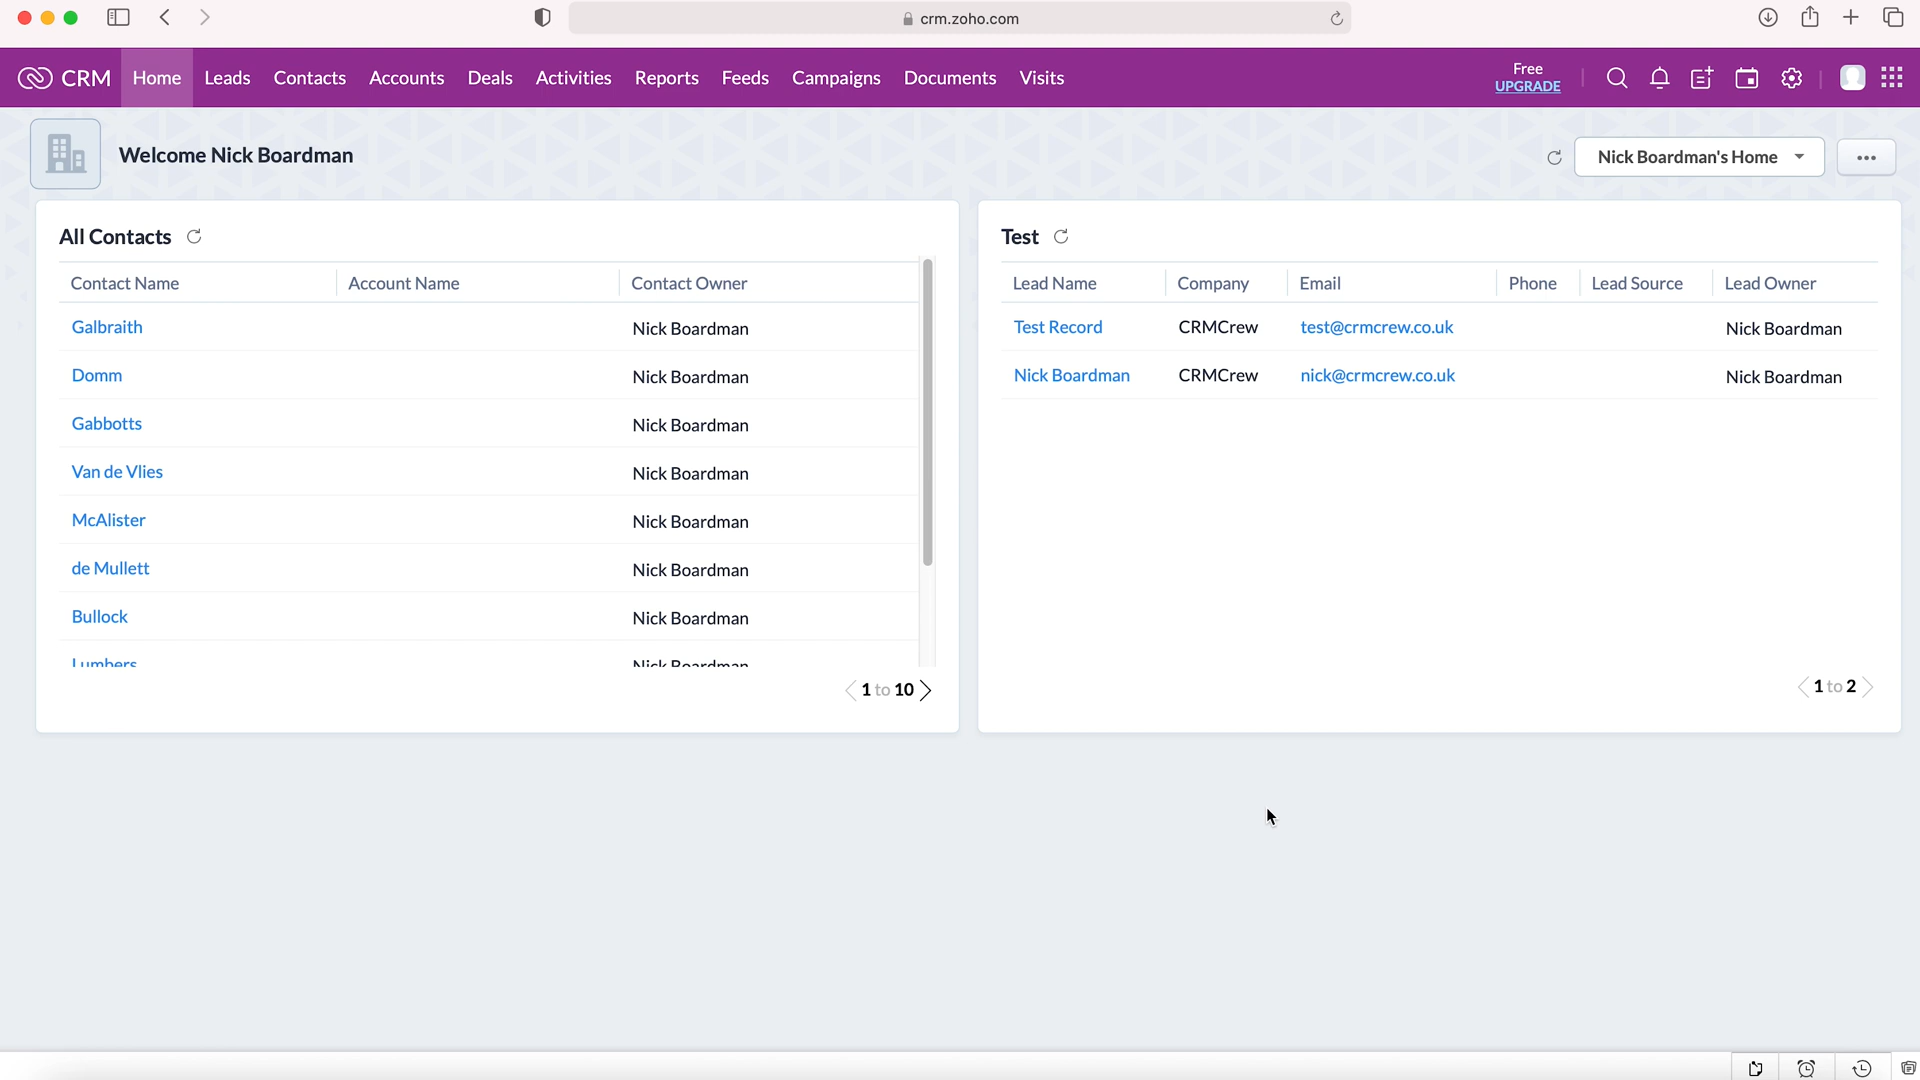 crm.zoho.com
CRM Home Leads Contacts Accounts Deals Activities Reports Feeds Campaigns Documents Visits
Free
UPGRADE
Welcome Nick Boardman
Nick Boardman's Home
All Contacts
Contact Name Account Name Contact Owner
Galbraith Nick Boardman
Domm Nick Boardman
Gabbotts Nick Boardman
Van de Vlies Nick Boardman
McAlister Nick Boardman
de Mullett Nick Boardman
Bullock Nick Boardman
Lumbers Nick Boardman
1 to 10
Test
Lead Name Company Email Phone Lead Source Lead Owner
Test Record CRMCrew test@crmcrew.co.uk Nick Boardman
Nick Boardman CRMCrew nick@crmcrew.co.uk Nick Boardman
1 to 2